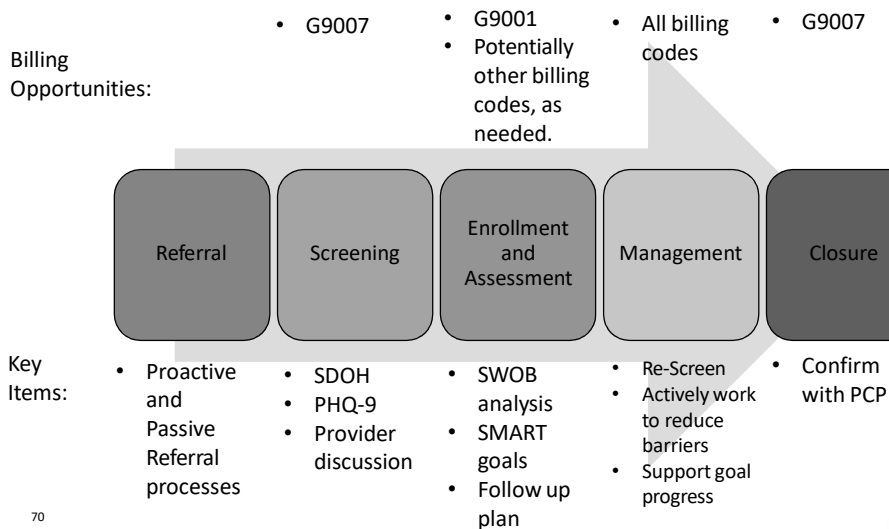 Billing
Opportunities:
• G9007
• G9001
• Potentially
other billing
codes, as
needed.
• All billing
codes
• G9007
Referral
Screening
Enrollment
and
Assessment
Management
Closure
Key
Items:
• Proactive
and
Passive
Referral
processes
• SDOH
• PHQ-9
• Provider
discussion
• SWOB
analysis
• SMART
goals
• Follow up
plan
• Re-Screen
• Actively work
to reduce
barriers
• Support goal
progress
• Confirm
with PCP
70